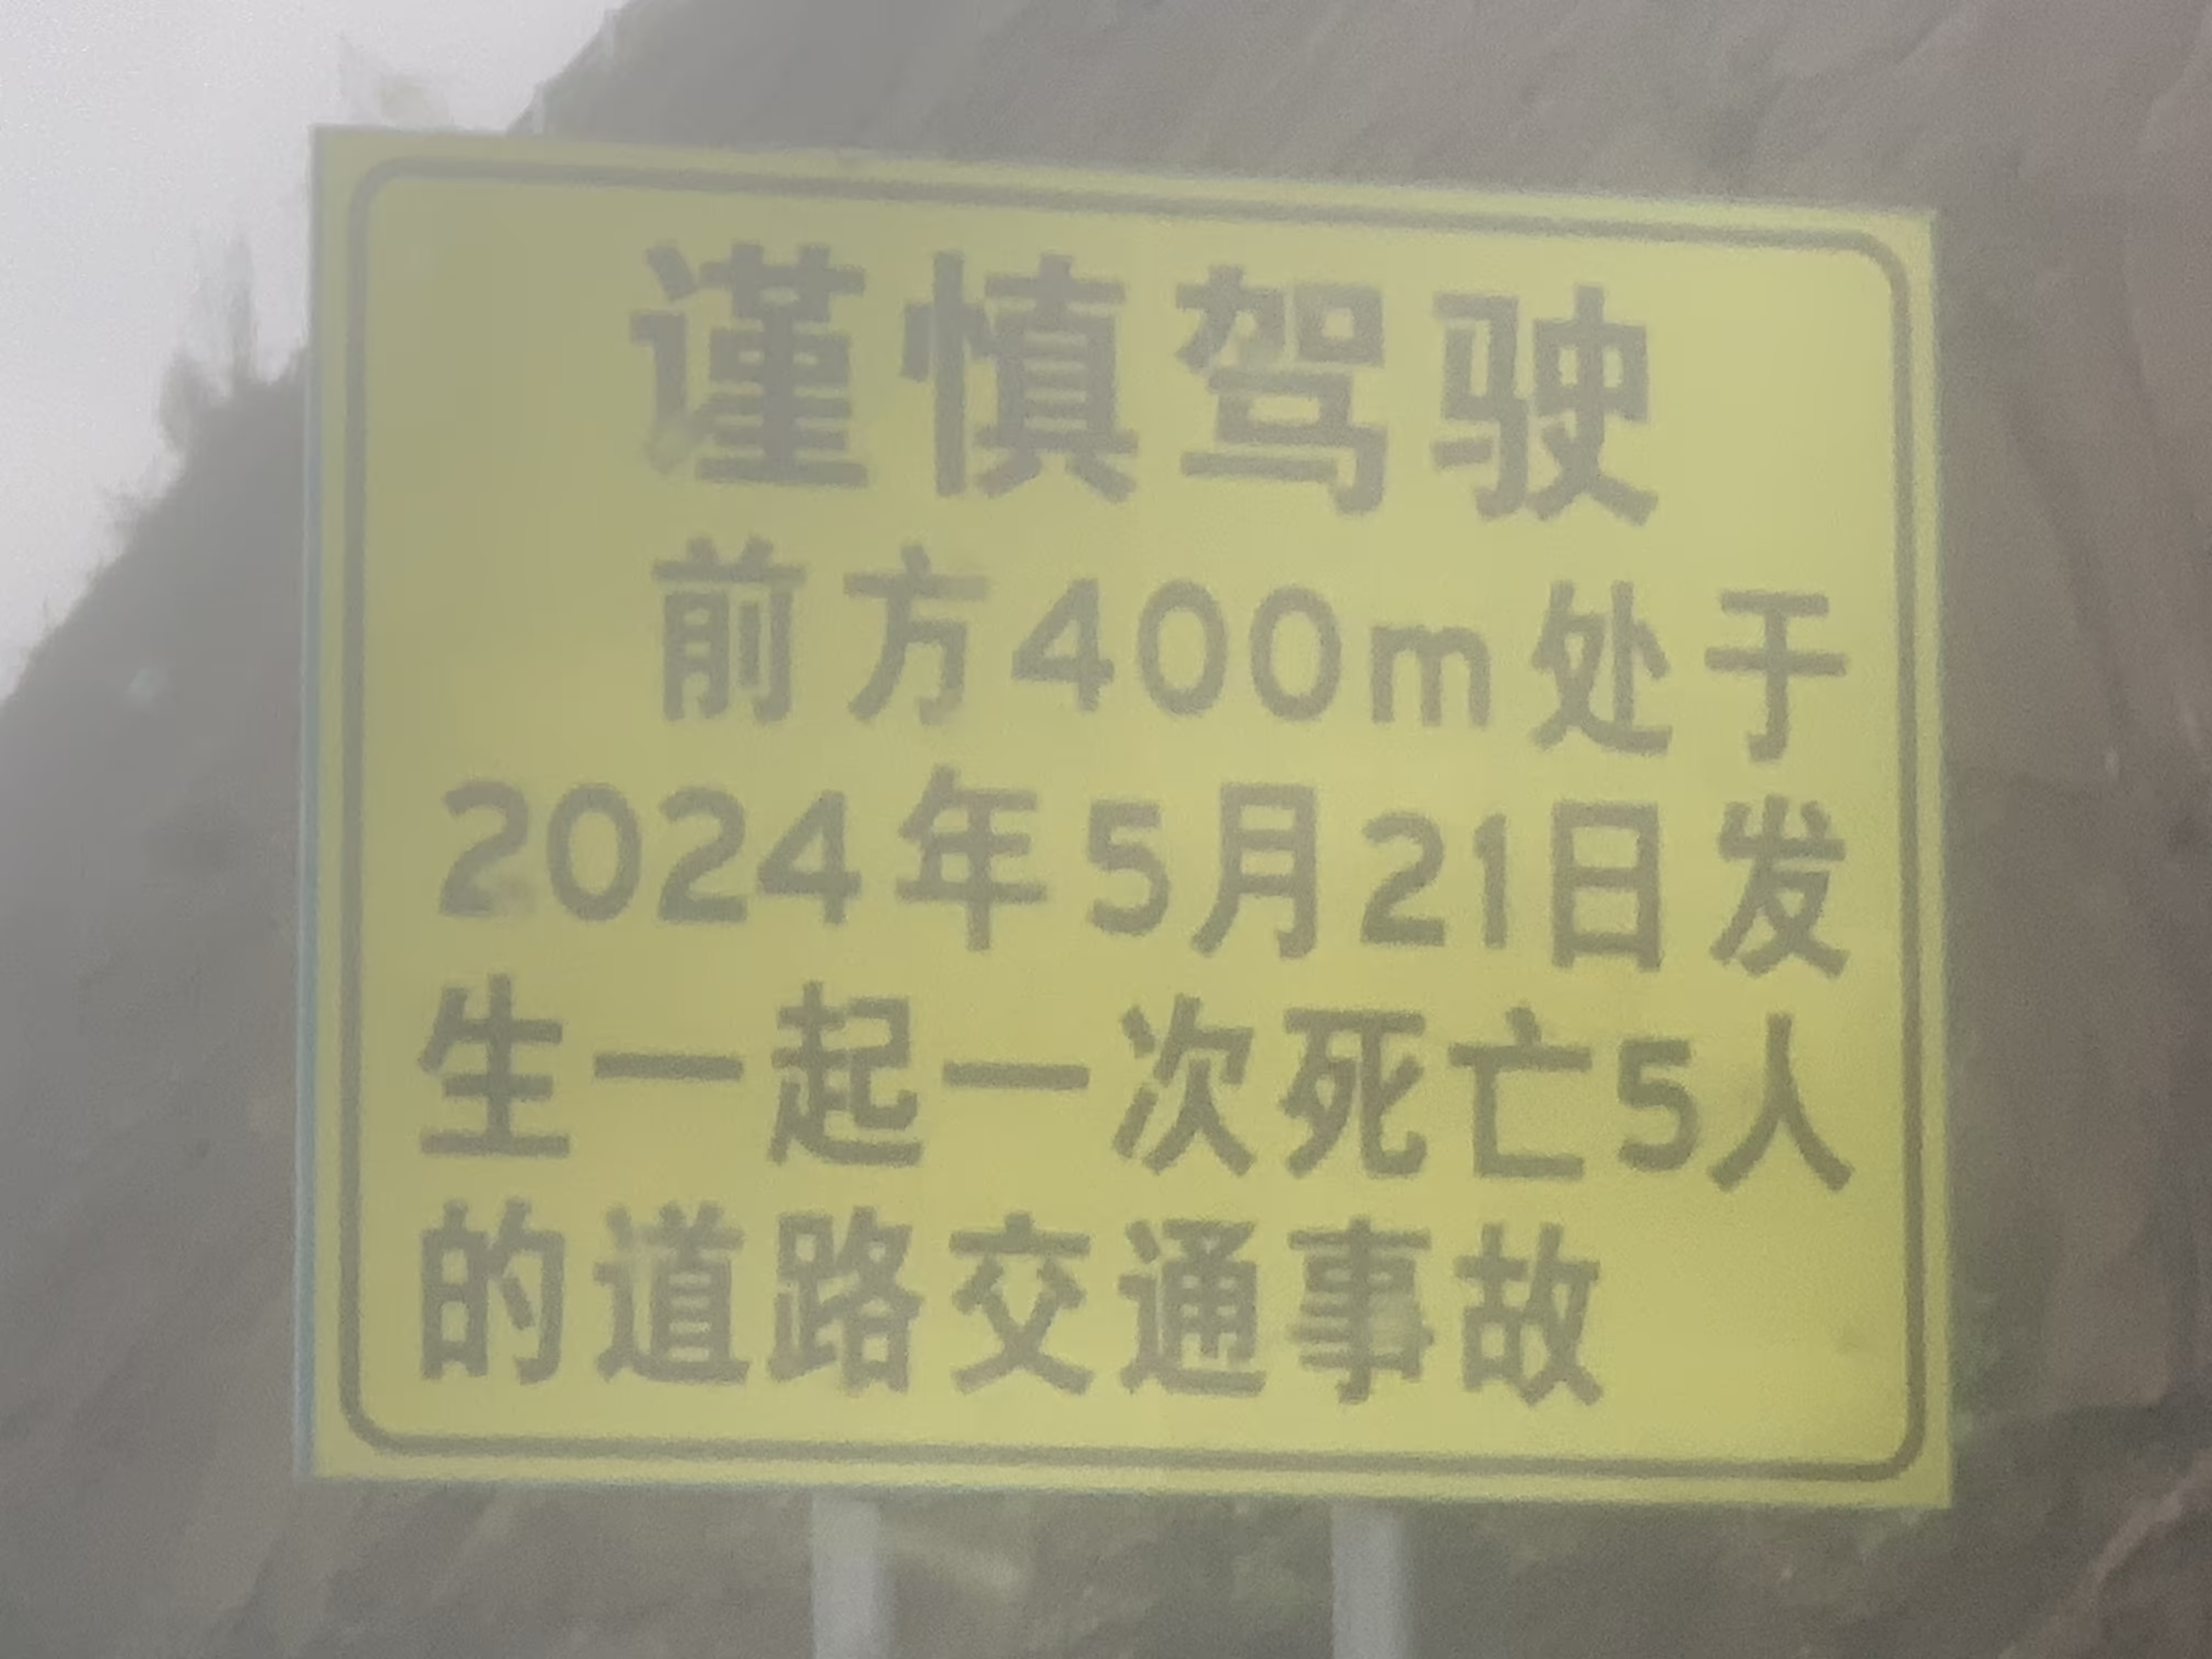 谨慎驾驶
前方400m处于
2024年5月21日发
生一起一次死亡5人
的道路交通事故